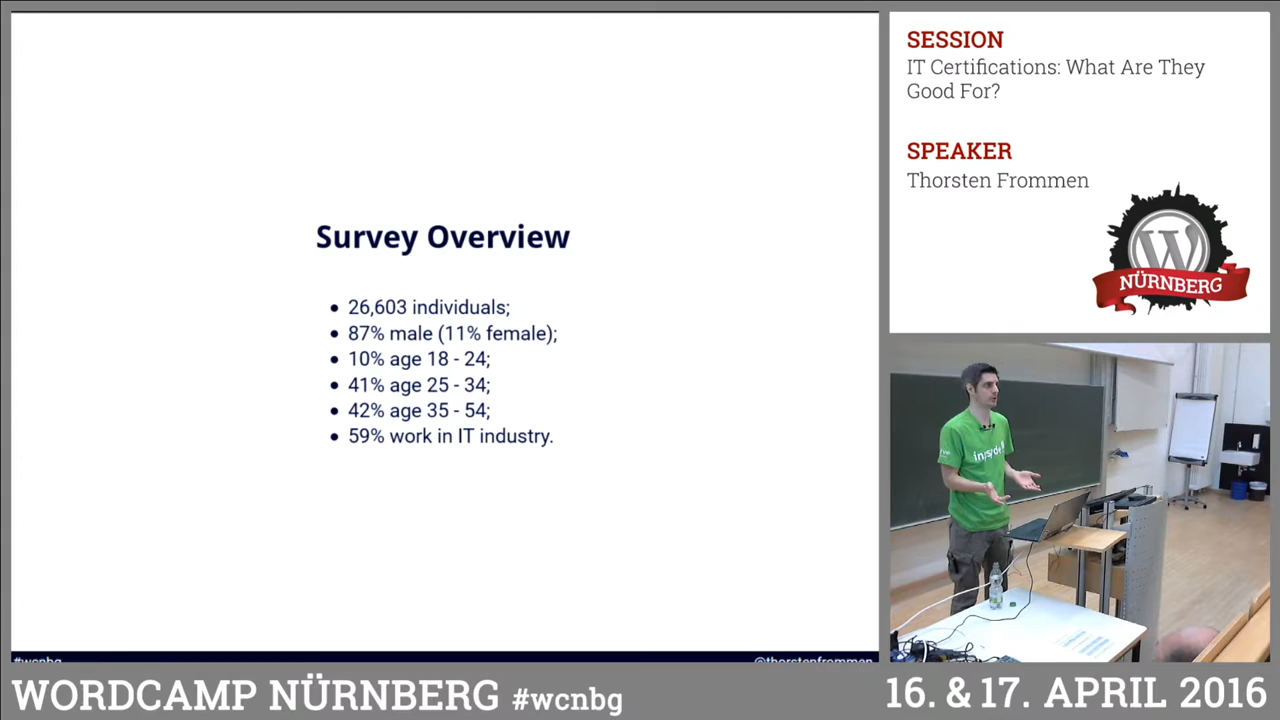 Survey Overview
26,603 individuals;
87% male (11% female);
10% age 18 - 24;
41% age 25 - 34;
42% age 35 - 54;
59% work in IT industry.
#wcnbg
@thorstenfrommen
SESSION
IT Certifications: What Are They
Good For?
SPEAKER
Thorsten Frommen
W
NÜRNBERG
WORDCAMP NÜRNBERG #wcnbg
16. & 17. APRIL 2016